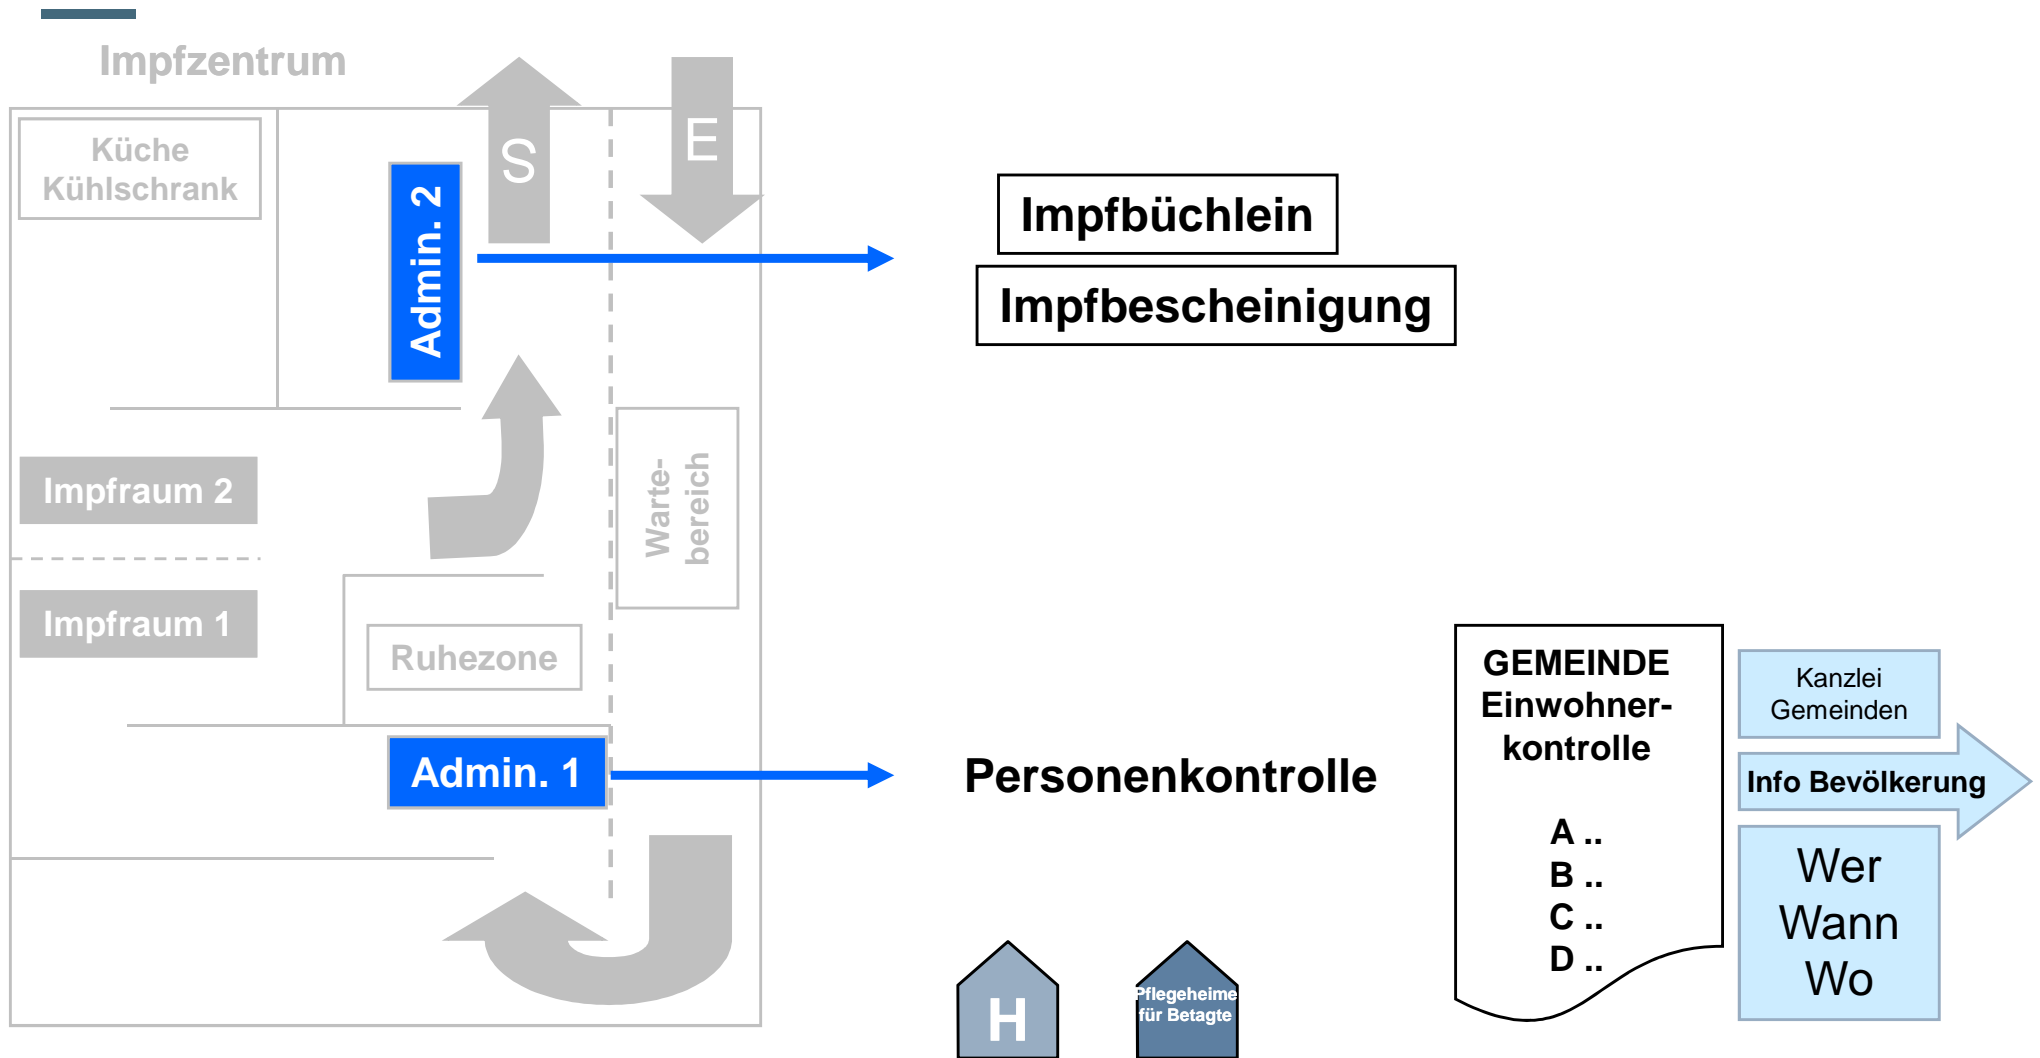 Impfzentrum
Küche
Kühlschrank
S
E
Admin. 2
Impfbüchlein
Impfbescheinigung
Impfraum 2
Warte-
bereich
Impfraum 1
Ruhezone
Admin. 1
Personenkontrolle
GEMEINDE
Einwohner-
kontrolle
A ..
B ..
C ..
D ..
Kanzlei
Gemeinden
Info Bevölkerung
Wer
Wann
Wo
H
Pflegeheime
für Betagte